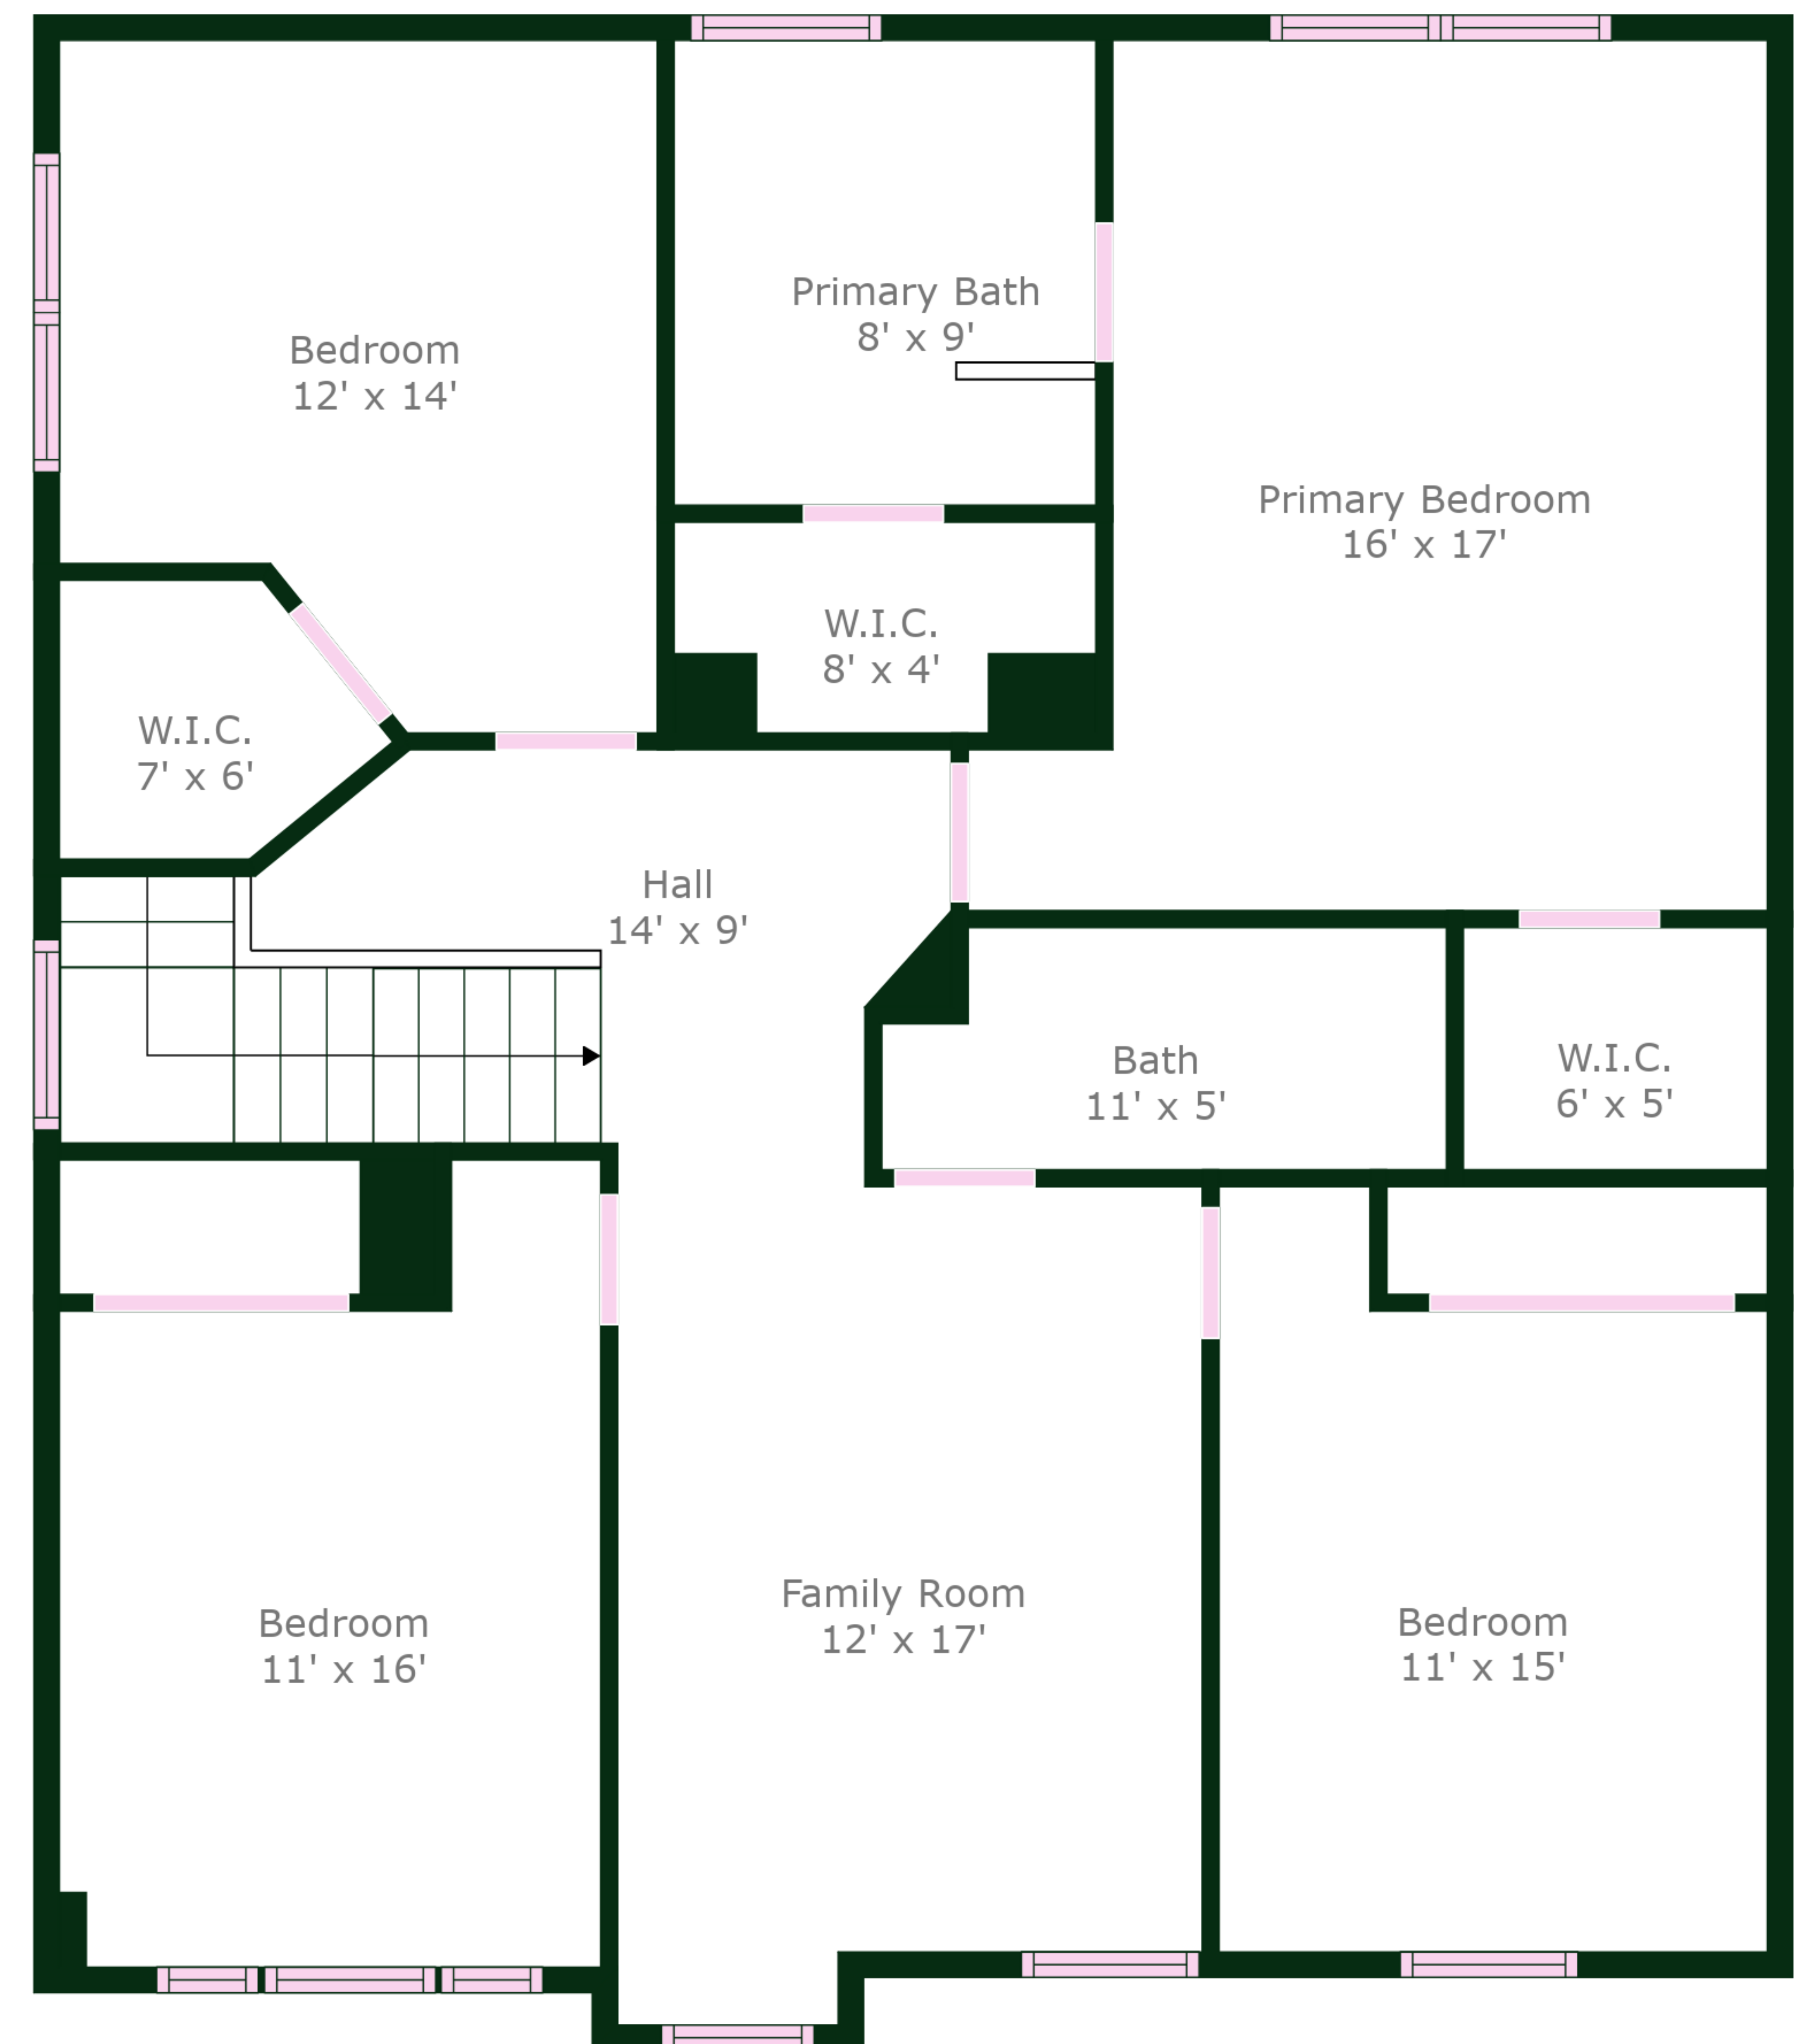 Primary Bath
8' x 9'
Bedroom
12' x 14'
Primary Bedroom
16' x 17'
W.I.C.
8' x 4'
W.I.C.
7' x 6'
Hall
14' x 9'
Bath
11' x 5'
W.I.C.
6' x 5'
Family Room
12' x 17'
Bedroom
11' x 16'
Bedroom
11' x 15'